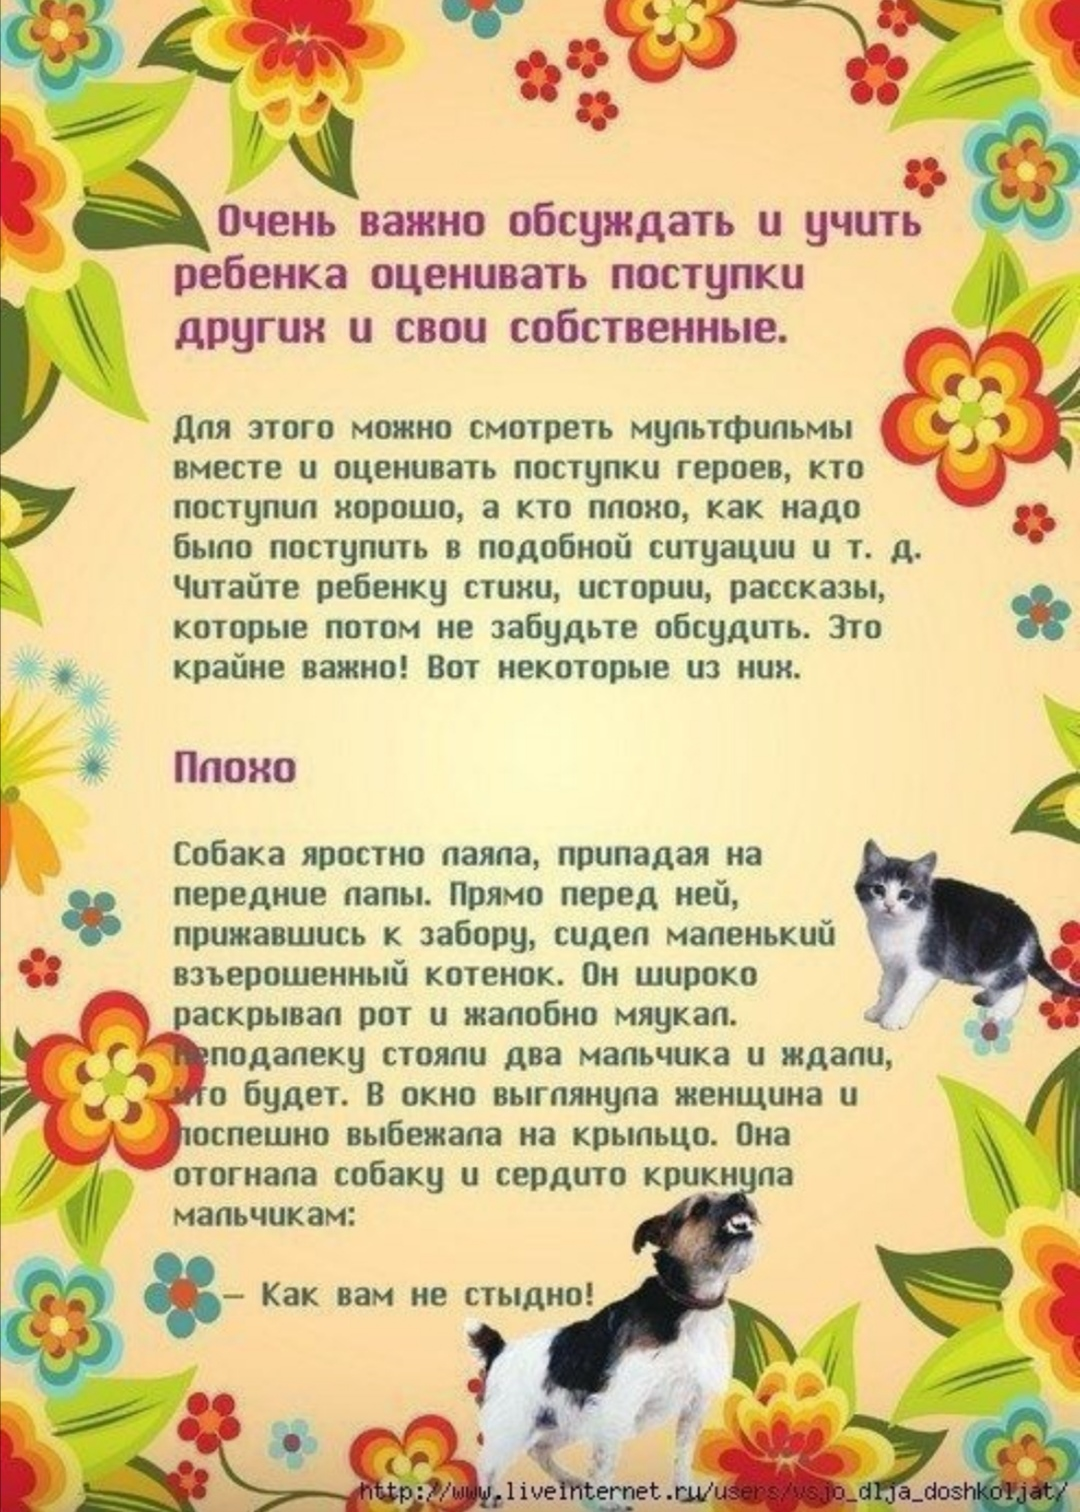 Очень важно обсуждать и учить
ребенка оценивать поступки
других и свои собственные.
Для этого можно смотреть мультфильмы
вместе и оценивать поступки героев, кто
поступил хорошо, а кто плохо, как надо
было поступить в подобной ситуации и т. д.
Читайте ребенку стихи, истории, рассказы,
которые потом не забудьте обсудить. Это
крайне важно! Вот некоторые из них.
Плохо
Собака яростно лаяла, припадая на
передние лапы. Прямо перед ней,
прижавшись к забору, сидел маленький
взъерошенный котенок. Он широко
раскрывал рот и жалобно мяукал.
Неподалеку стояли два мальчика и ждали,
что будет. В окно выглянула женщина и
поспешно выбежала на крыльцо. Она
отогнала собаку и сердито крикнула
мальчикам:
– Как вам не стыдно!
http://www.liveinternet.ru/users/vsjo_dlja_doshkoljat/